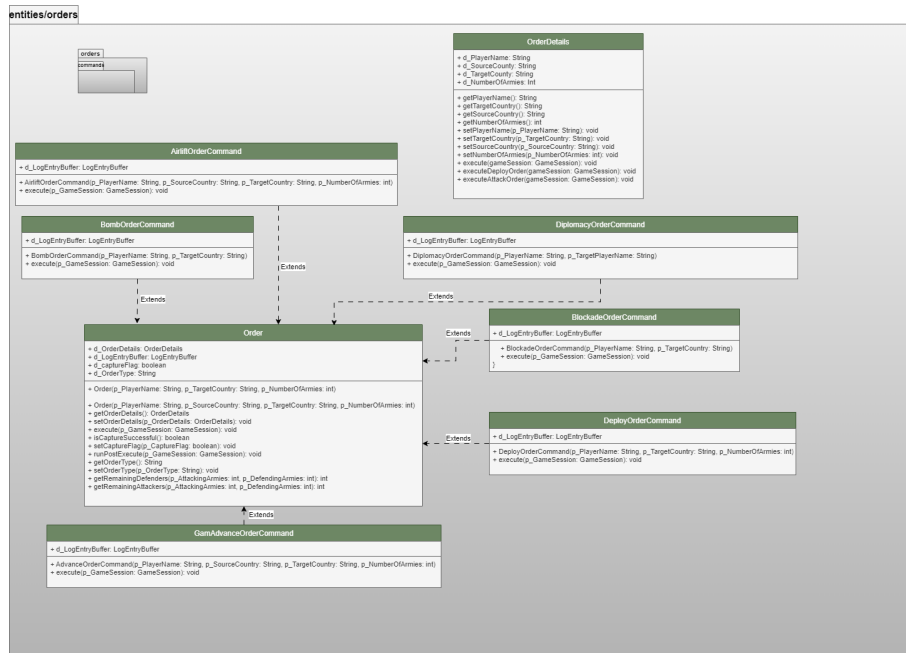 entities/orders
orders
commands
OrderDetails
+ d_PlayerName: String
+ d_SourceCounty: String
+ d_TargetCounty: String
+ d_NumberOfArmies: Int
+ getPlayerName(): String
+ getTargetCountry(): String
+ getSourceCountry(): String
+ getNumberOfArmies(): int
+ setPlayerName(p_PlayerName: String): void
+ setTargetCountry(p_TargetCountry: String): void
+ setSourceCountry(p_SourceCountry: String): void
+ setNumberOfArmies(p_NumberOfArmies: int): void
+ execute(gameSession: GameSession): void
+ executeDeployOrder(gameSession: GameSession): void
+ executeAttackOrder(gameSession: GameSession): void
AirliftOrderCommand
+ d_LogEntryBuffer: LogEntryBuffer
+ AirliftOrderCommand(p_PlayerName: String, p_SourceCountry: String, p_TargetCountry: String, p_NumberOfArmies: int)
+ execute(p_GameSession: GameSession): void
BombOrderCommand
+ d_LogEntryBuffer: LogEntryBuffer
+ BombOrderCommand(p_PlayerName: String, p_TargetCountry: String)
+ execute(p_GameSession: GameSession): void
DiplomacyOrderCommand
+ d_LogEntryBuffer: LogEntryBuffer
+ DiplomacyOrderCommand(p_PlayerName: String, p_TargetPlayerName: String)
+ execute(p_GameSession: GameSession): void
Extends
Extends
Extends
BlockadeOrderCommand
+ d_LogEntryBuffer: LogEntryBuffer
+ BlockadeOrderCommand(p_PlayerName: String, p_TargetCountry: String)
+ execute(p_GameSession: GameSession): void
}
Extends
Order
+ d_OrderDetails: OrderDetails
+ d_LogEntryBuffer: LogEntryBuffer
+ d_captureFlag: boolean
+ d_OrderType: String
+ Order(p_PlayerName: String, p_TargetCountry: String, p_NumberOfArmies: int)
+ Order(p_PlayerName: String, p_SourceCountry: String, p_TargetCountry: String, p_NumberOfArmies: int)
+ getOrderDetails(): OrderDetails
+ setOrderDetails(p_OrderDetails: OrderDetails): void
+ execute(p_GameSession: GameSession): void
+ isCaptureSuccessful(): boolean
+ setCaptureFlag(p_CaptureFlag: boolean): void
+ runPostExecute(p_GameSession: GameSession): void
+ getOrderType(): String
+ setOrderType(p_OrderType: String): void
+ getRemainingDefenders(p_AttackingArmies: int, p_DefendingArmies: int): int
+ getRemainingAttackers(p_AttackingArmies: int, p_DefendingArmies: int): int
DeployOrderCommand
+ d_LogEntryBuffer: LogEntryBuffer
+ DeployOrderCommand(p_PlayerName: String, p_TargetCountry: String, p_NumberOfArmies: int)
+ execute(p_GameSession: GameSession): void
Extends
Extends
GamAdvanceOrderCommand
+ d_LogEntryBuffer: LogEntryBuffer
+ AdvanceOrderCommand(p_PlayerName: String, p_SourceCountry: String, p_TargetCountry: String, p_NumberOfArmies: int)
+ execute(p_GameSession: GameSession): void